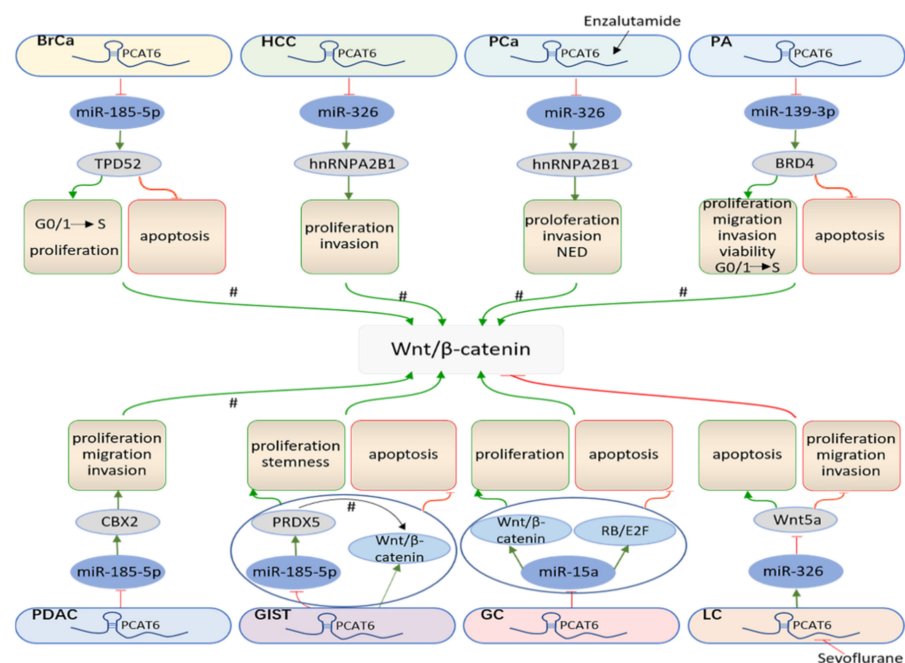 Enzalutamide
BrCa
PCAT6
HCC
PCAT6
PCa
PCAT6
PA
PCAT6
miR-185-5p
miR-326
miR-326
miR-139-3p
TPD52
hnRNPA2B1
hnRNPA2B1
BRD4
G0/1 S
proliferation
apoptosis
proliferation
invasion
proloferation
invasion
NED
proliferation
migration
invasion
viability
G0/1 S
apoptosis
#
#
#
#
Wnt/β-catenin
#
proliferation
migration
invasion
proliferation
stemness
apoptosis
proliferation
apoptosis
apoptosis
proliferation
migration
invasion
CBX2
PRDX5
#
Wnt/β-
catenin
Wnt/β-
catenin
RB/E2F
Wnt5a
miR-185-5p
miR-185-5p
miR-15a
miR-326
PDAC
PCAT6
GIST
PCAT6
GC
PCAT6
LC
PCAT6
Sevoflurane